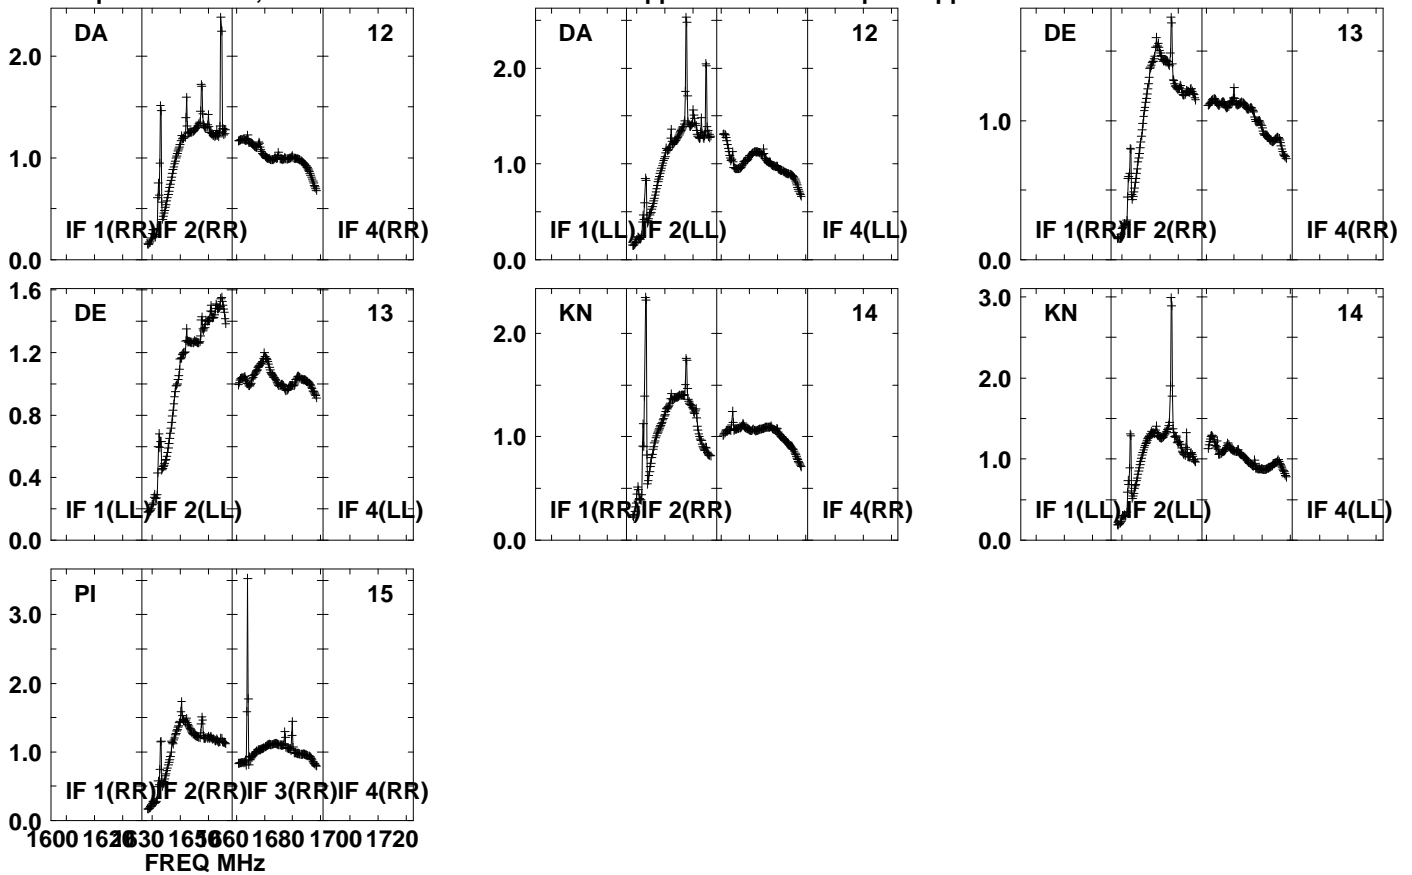 DA 12
2.0
1.0
0.0
IF 1(RR) IF 2(RR) IF 4(RR)
DA 12
2.0
1.0
0.0
IF 1(LL) IF 2(LL) IF 4(LL)
DE 13
1.0
0.0
IF 1(RR) IF 2(RR) IF 4(RR)
DE 13
1.6
1.2
0.8
0.4
0.0
IF 1(LL) IF 2(LL) IF 4(LL)
KN 14
2.0
1.0
0.0
IF 1(RR) IF 2(RR) IF 4(RR)
KN 14
3.0
2.0
1.0
0.0
IF 1(LL) IF 2(LL) IF 4(LL)
PI 15
3.0
2.0
1.0
0.0
IF 1(RR) IF 2(RR) IF 3(RR) IF 4(RR)
1600 1620 1630 1650 1660 1680 1700 1720
FREQ MHz